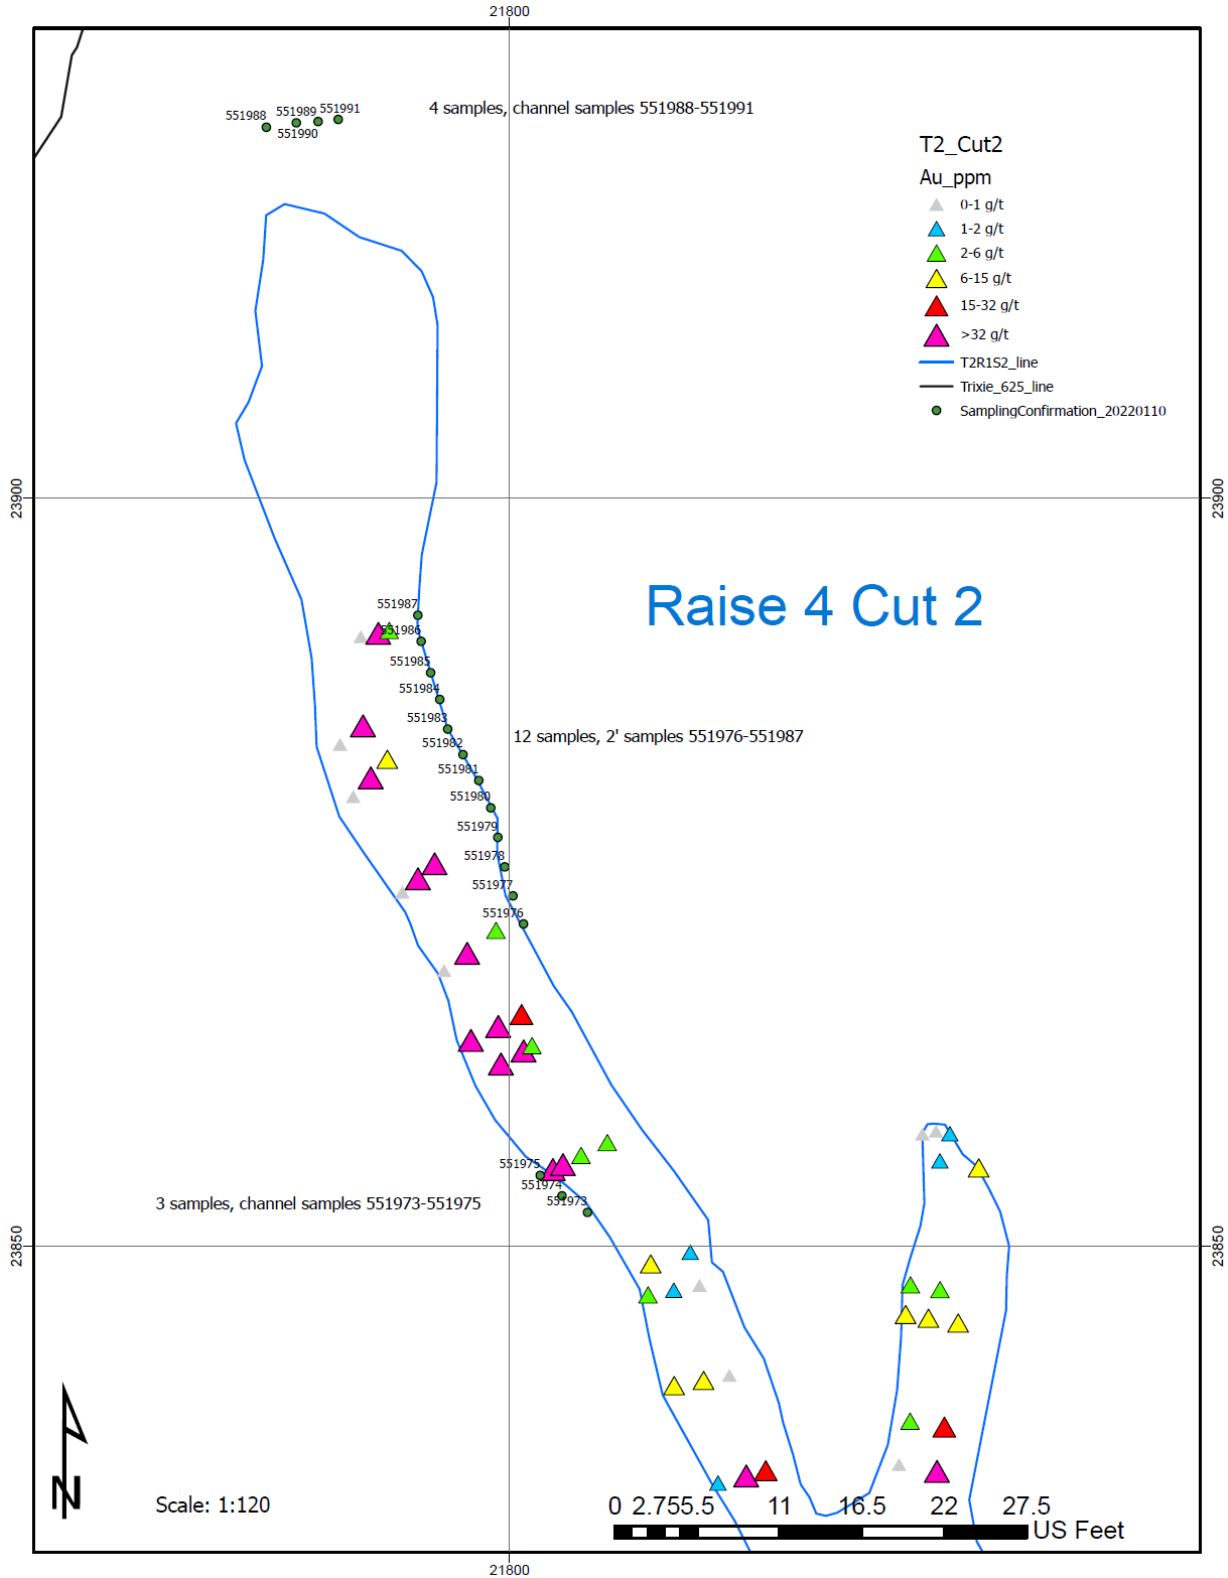 21800
551988
551989
551990
551991
4 samples, channel samples 551988-551991
T2_Cut2
Au_ppm
0-1 g/t
1-2 g/t
2-6 g/t
6-15 g/t
15-32 g/t
>32 g/t
T2R1S2_line
Trixie_625_line
SamplingConfirmation_20220110
23900
23900
Raise 4 Cut 2
551987
551986
551985
551984
551983
12 samples, 2' samples 551976-551987
551982
551981
551980
551979
551978
551977
551976
551975
551974
551973
3 samples, channel samples 551973-551975
23850
23850
N
Scale: 1:120
0 2.75 5.5 11 16.5 22 27.5
US Feet
21800